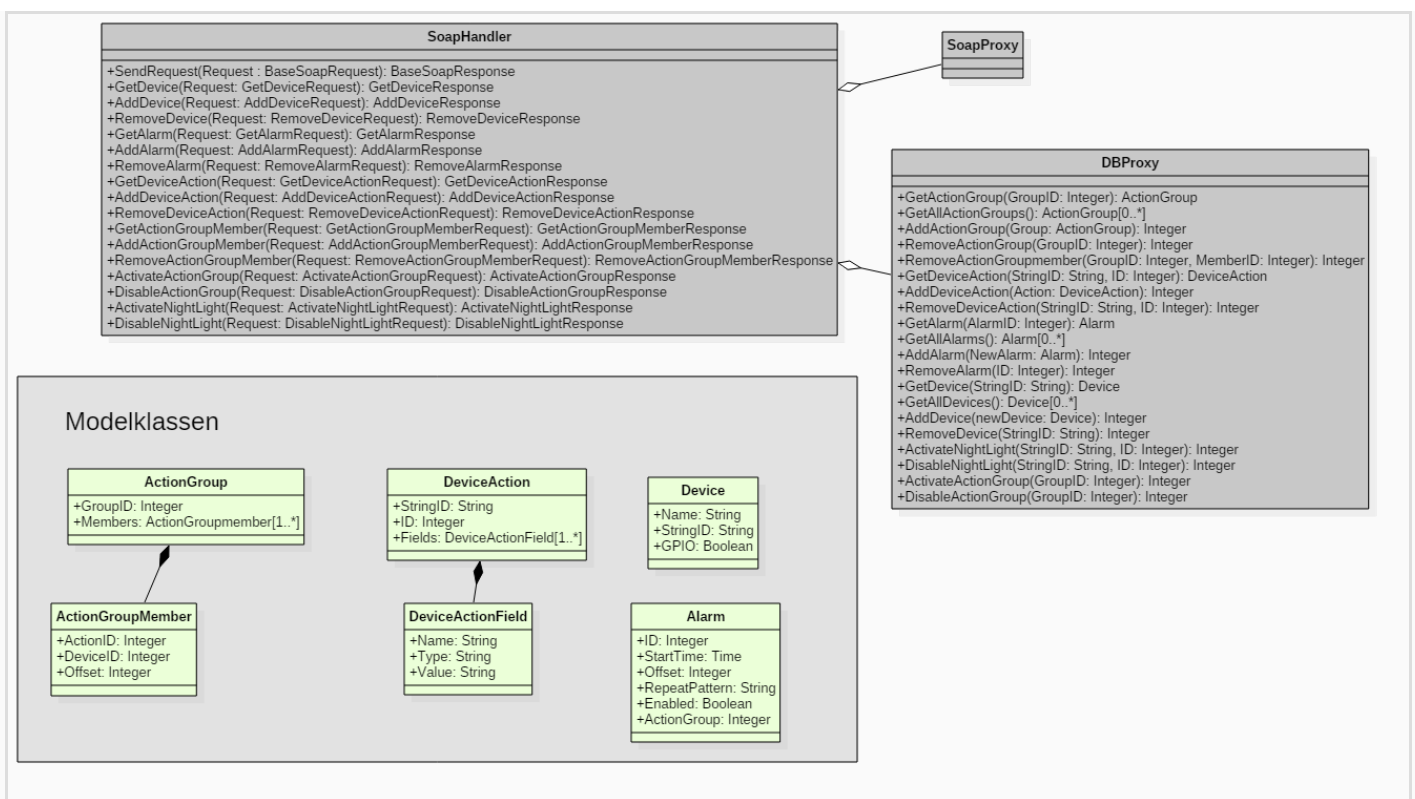 SoapHandler
+SendRequest(Request : BaseSoapRequest): BaseSoapResponse
+GetDevice(Request: GetDeviceRequest): GetDeviceResponse
+AddDevice(Request: AddDeviceRequest): AddDeviceResponse
+RemoveDevice(Request: RemoveDeviceRequest): RemoveDeviceResponse
+GetAlarm(Request: GetAlarmRequest): GetAlarmResponse
+AddAlarm(Request: AddAlarmRequest): AddAlarmResponse
+RemoveAlarm(Request: RemoveAlarmRequest): RemoveAlarmResponse
+GetDeviceAction(Request: GetDeviceActionRequest): GetDeviceActionResponse
+AddDeviceAction(Request: AddDeviceActionRequest): AddDeviceActionResponse
+RemoveDeviceAction(Request: RemoveDeviceActionRequest): RemoveDeviceActionResponse
+GetActionGroupMember(Request: GetActionGroupMemberRequest): GetActionGroupMemberResponse
+AddActionGroupMember(Request: AddActionGroupMemberRequest): AddActionGroupMemberResponse
+RemoveActionGroupMember(Request: RemoveActionGroupMemberRequest): RemoveActionGroupMemberResponse
+ActivateActionGroup(Request: ActivateActionGroupRequest): ActivateActionGroupResponse
+DisableActionGroup(Request: DisableActionGroupRequest): DisableActionGroupResponse
+ActivateNightLight(Request: ActivateNightLightRequest): ActivateNightLightResponse
+DisableNightLight(Request: DisableNightLightRequest): DisableNightLightResponse
SoapProxy
DBProxy
+GetActionGroup(GroupID: Integer): ActionGroup
+GetAllActionGroups(): ActionGroup[0..*]
+AddActionGroup(Group: ActionGroup): Integer
+RemoveActionGroup(GroupID: Integer): Integer
+RemoveActionGroupmember(GroupID: Integer, MemberID: Integer): Integer
+GetDeviceAction(StringID: String, ID: Integer): DeviceAction
+AddDeviceAction(Action: DeviceAction): Integer
+RemoveDeviceAction(StringID: String, ID: Integer): Integer
+GetAlarm(AlarmID: Integer): Alarm
+GetAllAlarms(): Alarm[0..*]
+AddAlarm(NewAlarm: Alarm): Integer
+RemoveAlarm(ID: Integer): Integer
+GetDevice(StringID: String): Device
+GetAllDevices(): Device[0..*]
+AddDevice(newDevice: Device): Integer
+RemoveDevice(StringID: String): Integer
+ActivateNightLight(StringID: String, ID: Integer): Integer
+DisableNightLight(StringID: String, ID: Integer): Integer
+ActivateActionGroup(GroupID: Integer): Integer
+DisableActionGroup(GroupID: Integer): Integer
Modelklassen
ActionGroup
+GroupID: Integer
+Members: ActionGroupmember[1..*]
DeviceAction
+StringID: String
+ID: Integer
+Fields: DeviceActionField[1..*]
Device
+Name: String
+StringID: String
+GPIO: Boolean
ActionGroupMember
+ActionID: Integer
+DeviceID: Integer
+Offset: Integer
DeviceActionField
+Name: String
+Type: String
+Value: String
Alarm
+ID: Integer
+StartTime: Time
+Offset: Integer
+RepeatPattern: String
+Enabled: Boolean
+ActionGroup: Integer